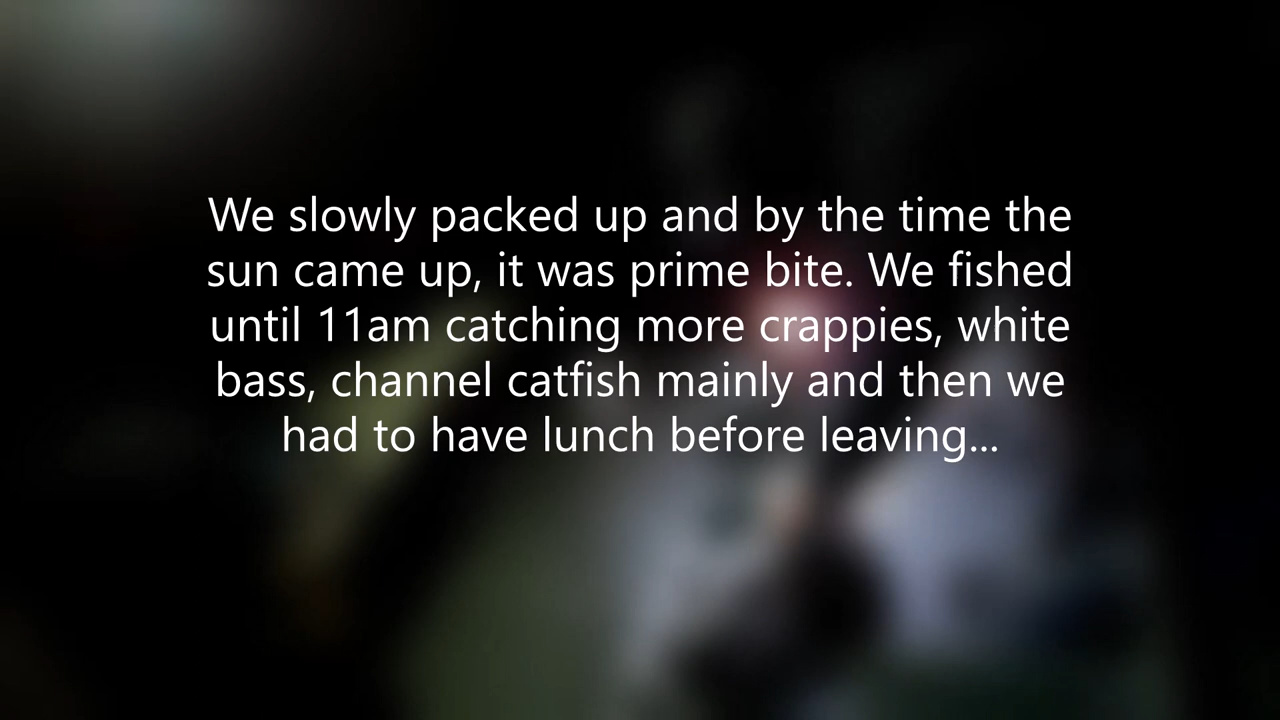 We slowly packed up and by the time the
sun came up, it was prime bite. We fished
until 11am catching more crappies, white
bass, channel catfish mainly and then we
had to have lunch before leaving...